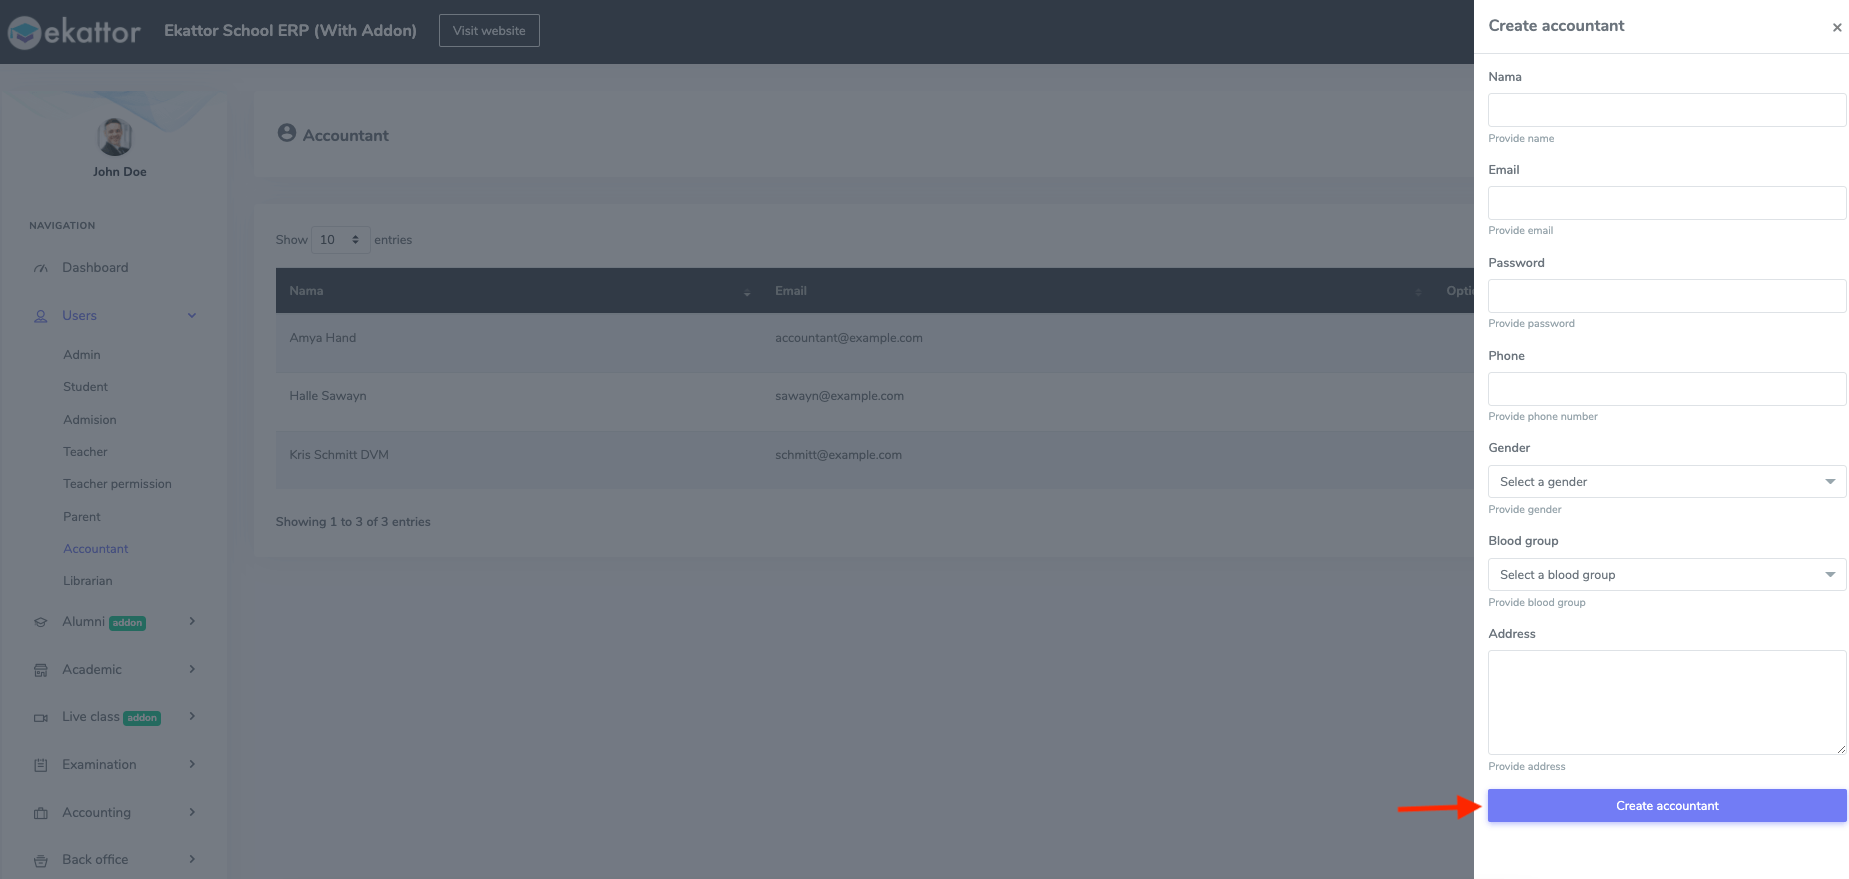 ekattor
Ekattor School ERP (With Addon)
Visit website
John Doe
NAVIGATION
Dashboard
Users
Admin
Student
Admision
Teacher
Teacher permission
Parent
Accountant
Librarian
Alumni addon
Academic
Live class addon
Examination
Accounting
Back office
Accountant
Show 10 entries
Nama Email
Amya Hand accountant@example.com
Halle Sawayn sawayn@example.com
Kris Schmitt DVM schmitt@example.com
Showing 1 to 3 of 3 entries
Create accountant ×
Nama
Provide name
Email
Provide email
Password
Provide password
Phone
Provide phone number
Gender
Select a gender
Provide gender
Blood group
Select a blood group
Provide blood group
Address
Provide address
Create accountant